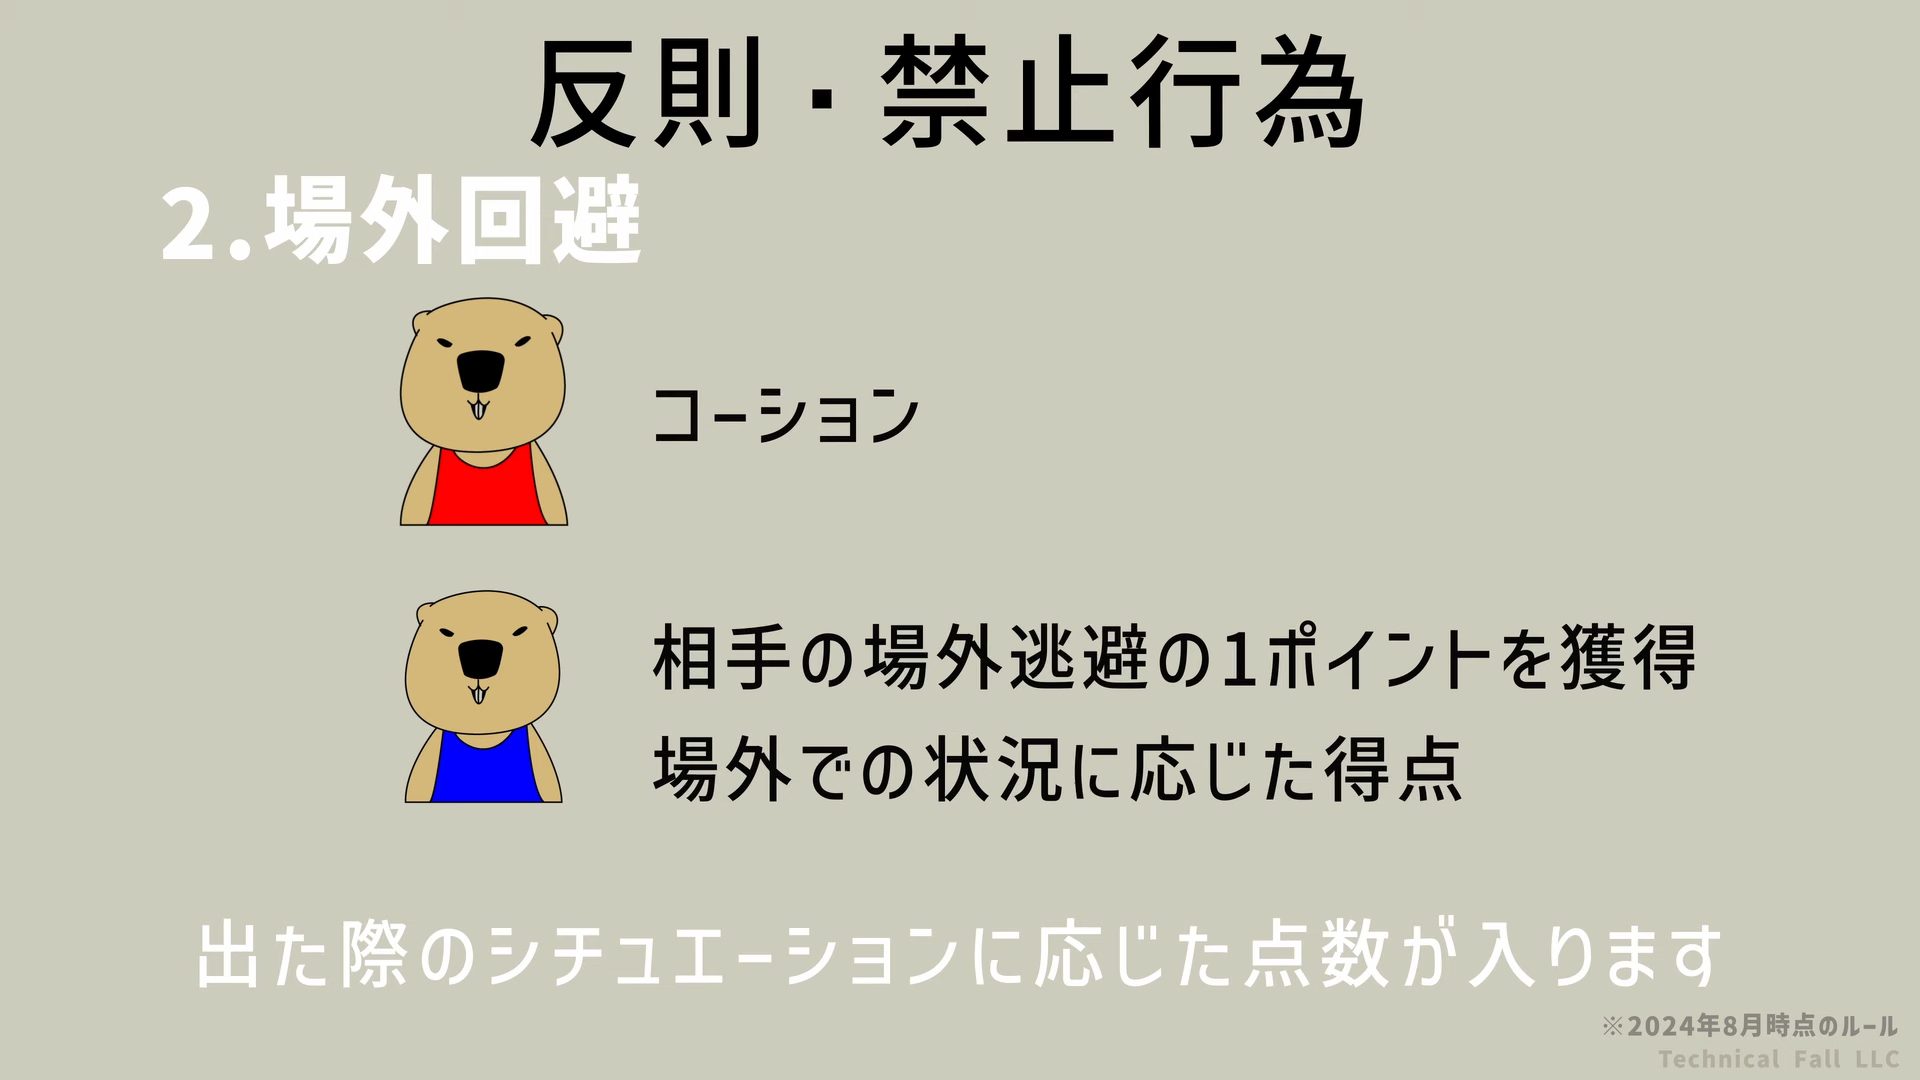 反則・禁止行為
2.場外回避
コーション
相手の場外逃避の1ポイントを獲得
場外での状況に応じた得点
出た際のシチュエーションに応じた点数が入ります
※2024年8月時点のルール
Technical Fall LLC